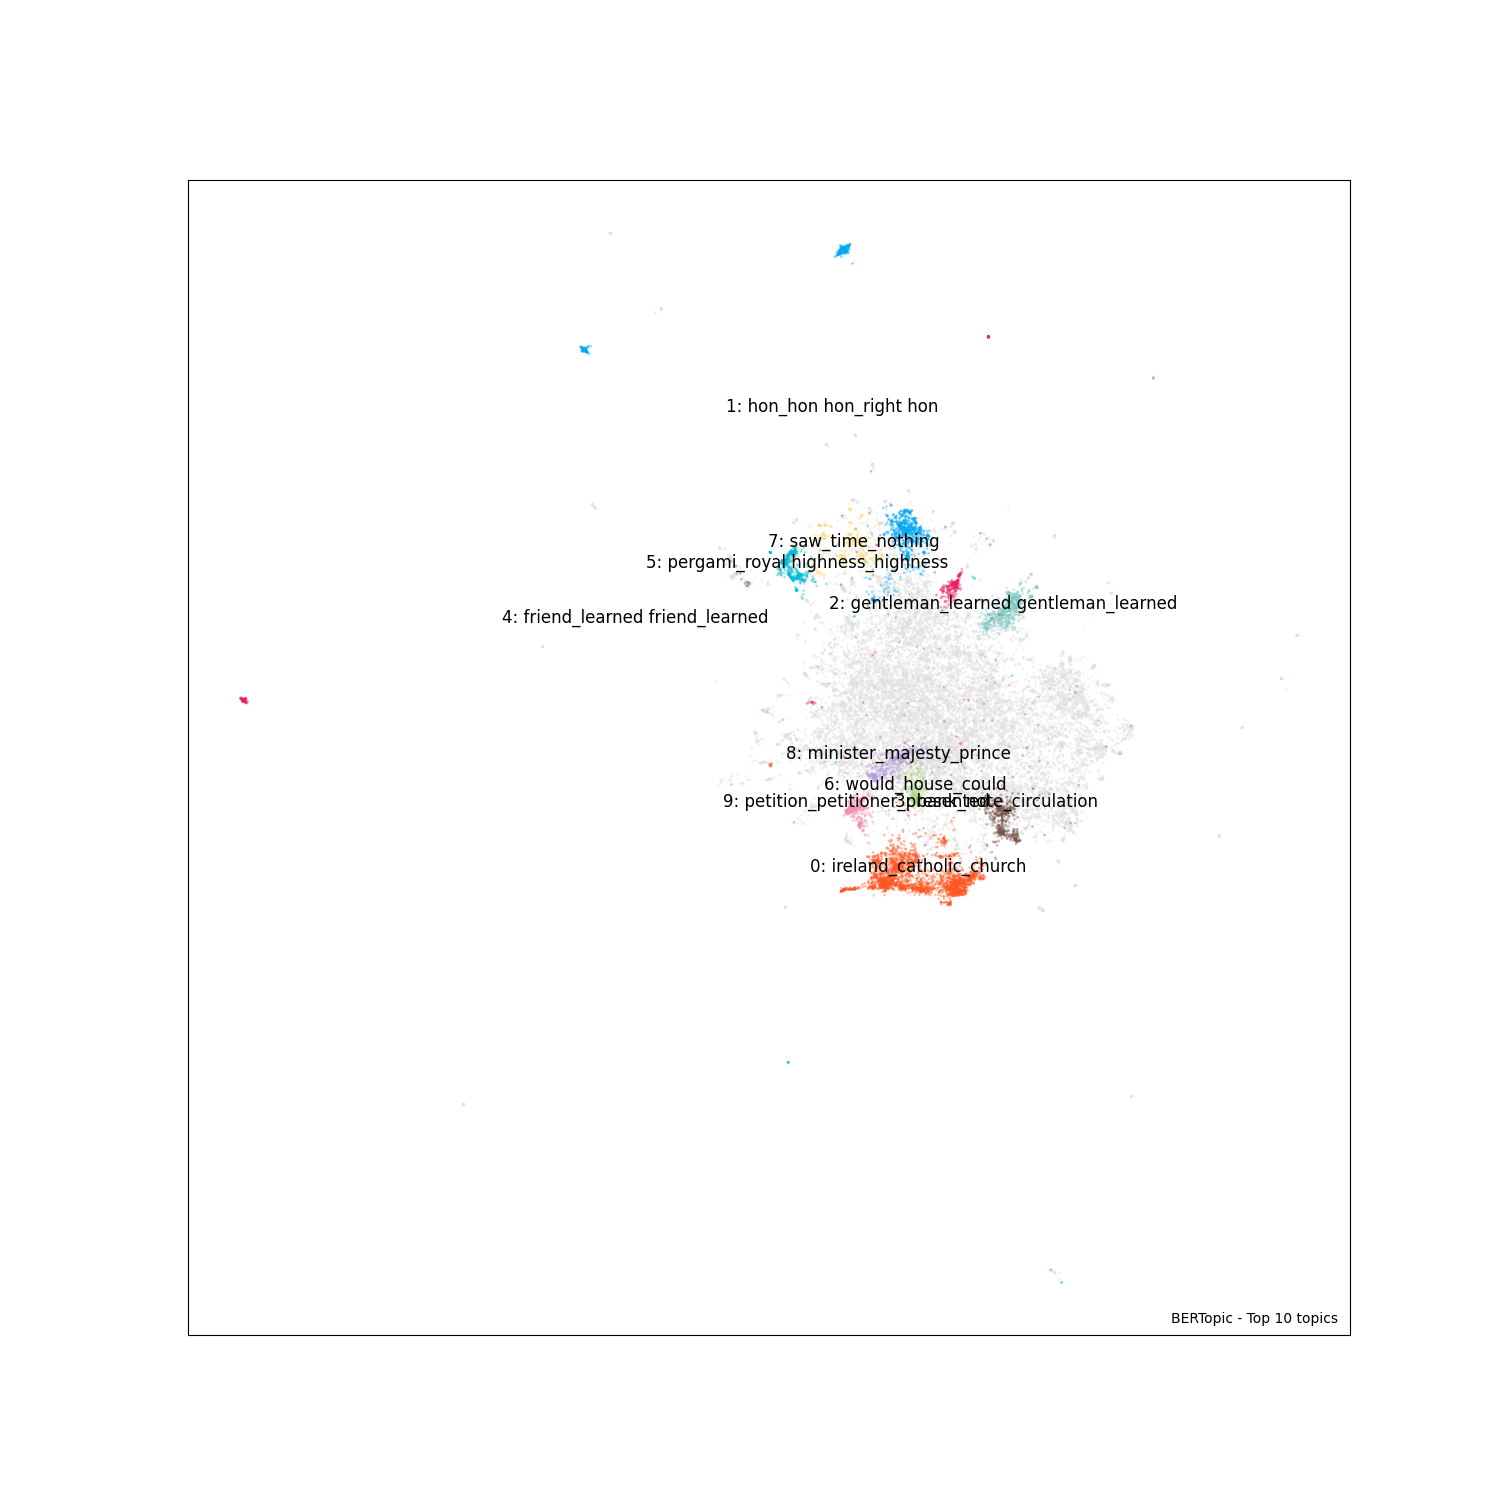 1: hon_hon hon_right hon
7: saw_time_nothing
5: pergami_royal highness_highness
2: gentleman_learned gentleman_learned
4: friend_learned friend_learned
8: minister_majesty_prince
6: would_house_could
9: petition_petitioner_presented
3: bank_note_circulation
0: ireland_catholic_church
BERTopic - Top 10 topics